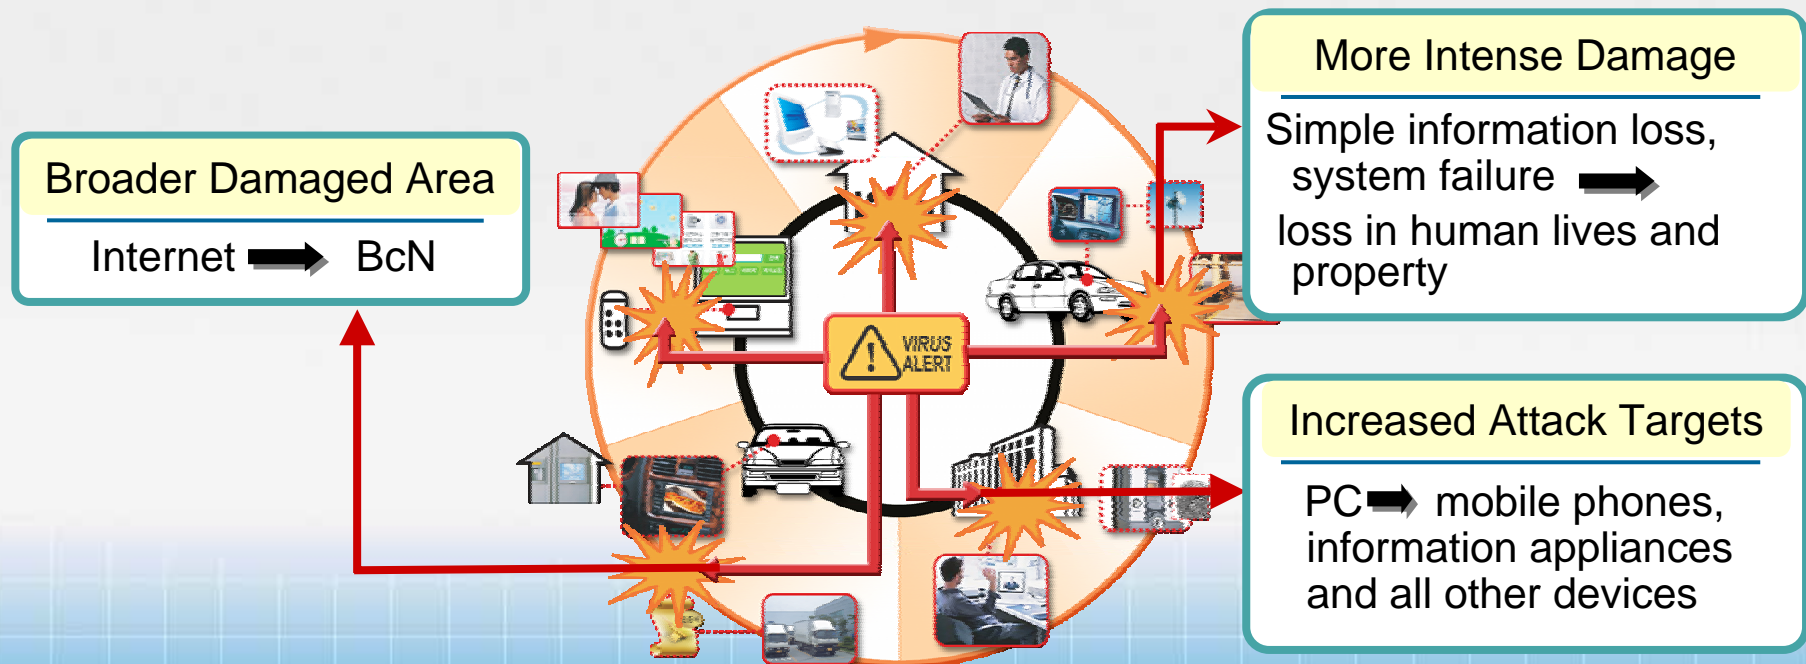 Broader Damaged Area
Internet BcN
More Intense Damage
Simple information loss,
system failure
loss in human lives and
property
VIRUS
ALERT
Increased Attack Targets
PC mobile phones,
information appliances
and all other devices